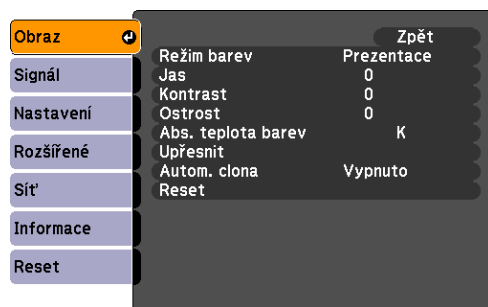 Obraz
Signál
Nastavení
Rozšířené
Síť
Informace
Reset
Zpět
Režim barev Prezentace
Jas 0
Kontrast 0
Ostrost 0
Abs. teplota barev K
Upřesnit
Autom. clona Vypnuto
Reset